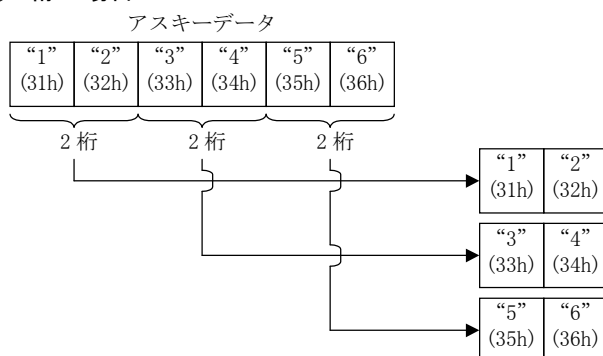 アスキーデータ
“1” “2” “3” “4” “5” “6”
(31h) (32h) (33h) (34h) (35h) (36h)
2 桁 2 桁 2 桁
“1” “2”
(31h) (32h)
“3” “4”
(33h) (34h)
“5” “6”
(35h) (36h)